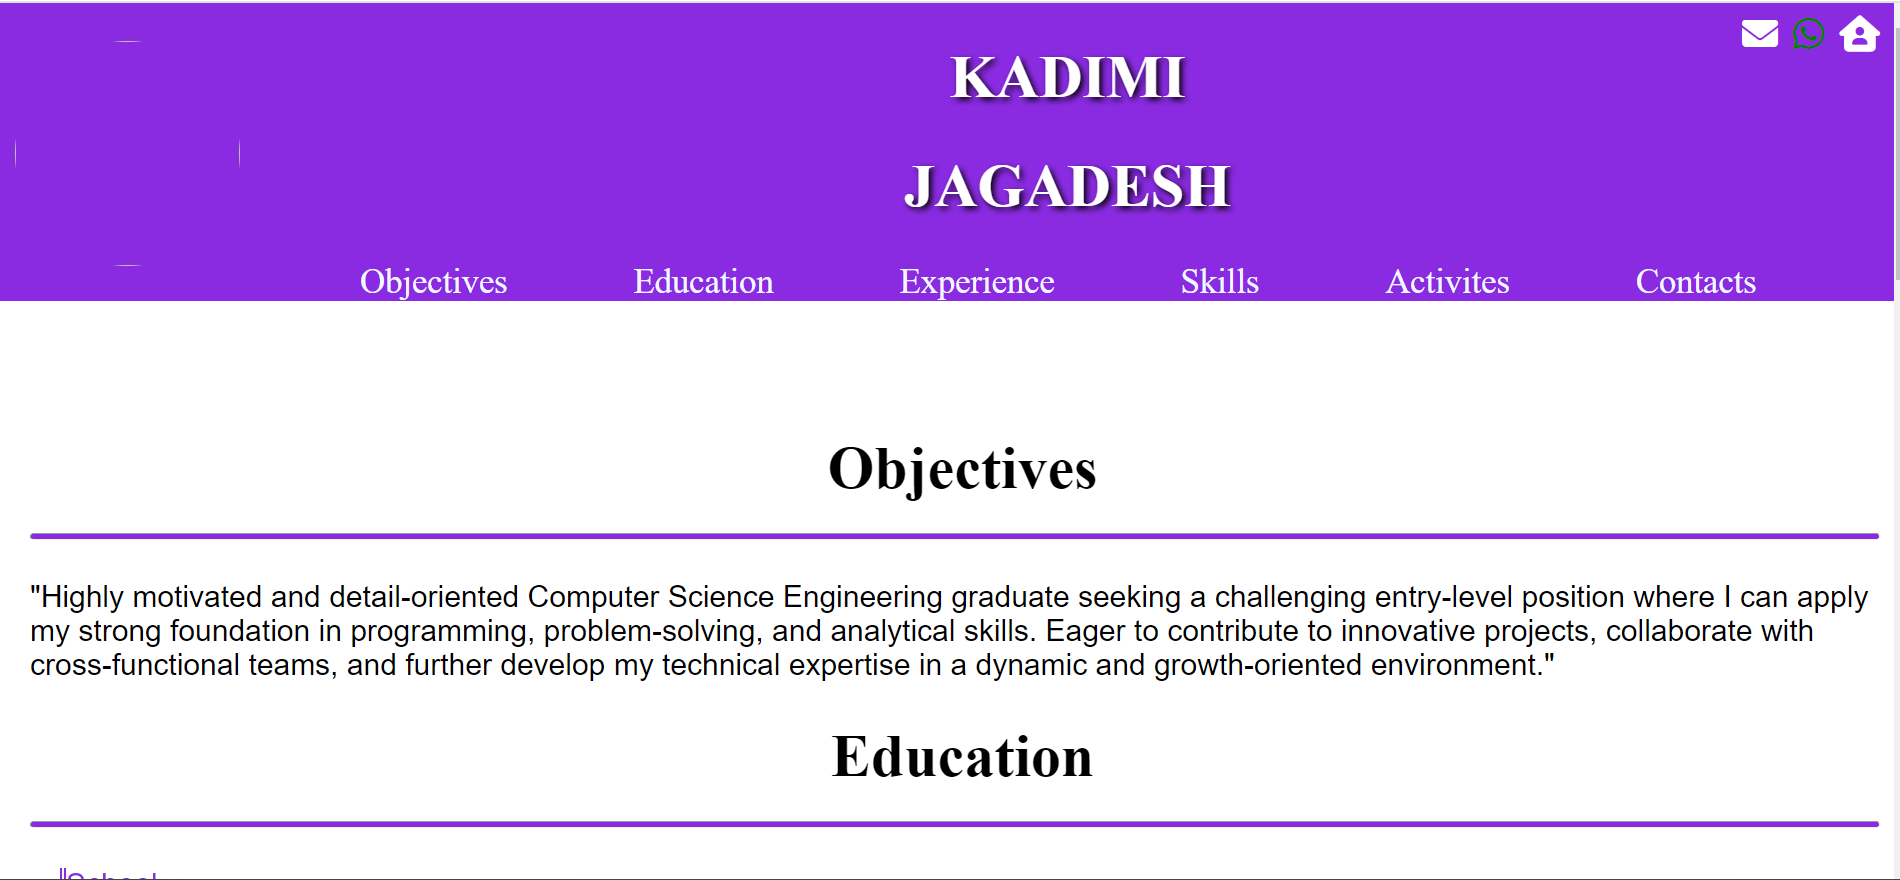 KADIMI
JAGADESH
Objectives Education Experience Skills Activites Contacts
Objectives
"Highly motivated and detail-oriented Computer Science Engineering graduate seeking a challenging entry-level position where I can apply
my strong foundation in programming, problem-solving, and analytical skills. Eager to contribute to innovative projects, collaborate with
cross-functional teams, and further develop my technical expertise in a dynamic and growth-oriented environment."
Education
School